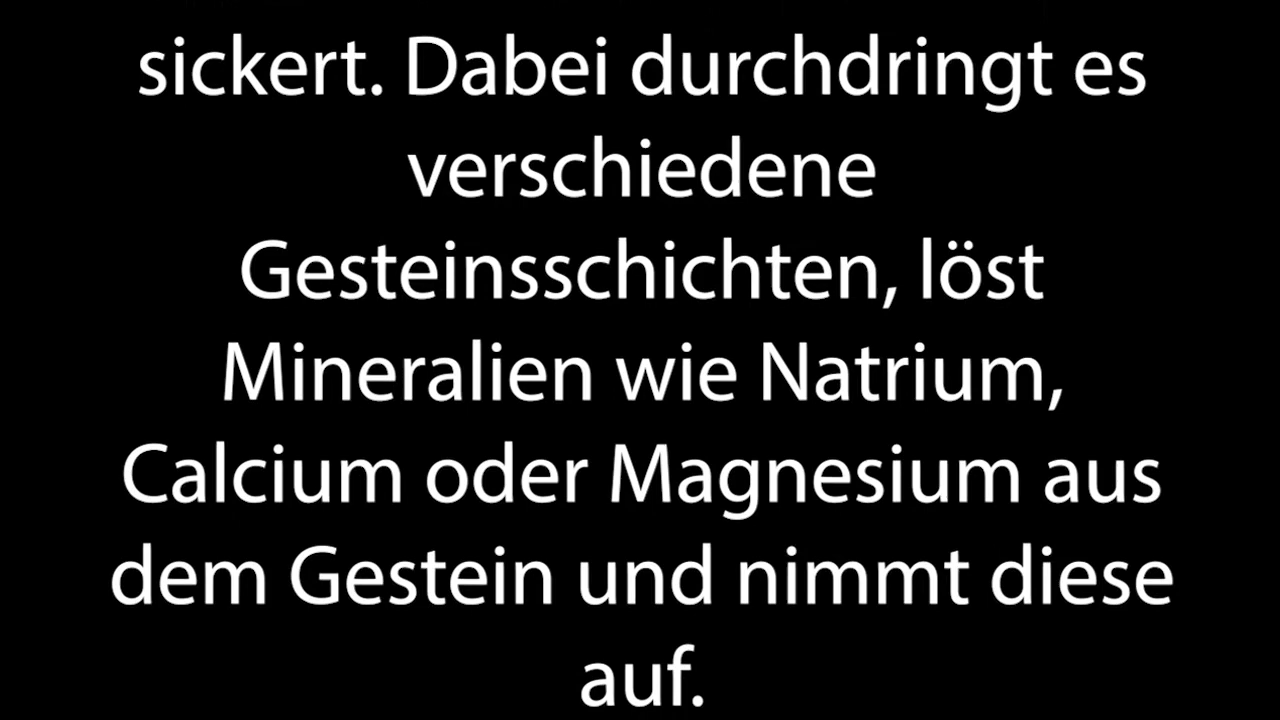 sickert. Dabei durchdringt es
verschiedene
Gesteinsschichten, löst
Mineralien wie Natrium,
Calcium oder Magnesium aus
dem Gestein und nimmt diese
auf.